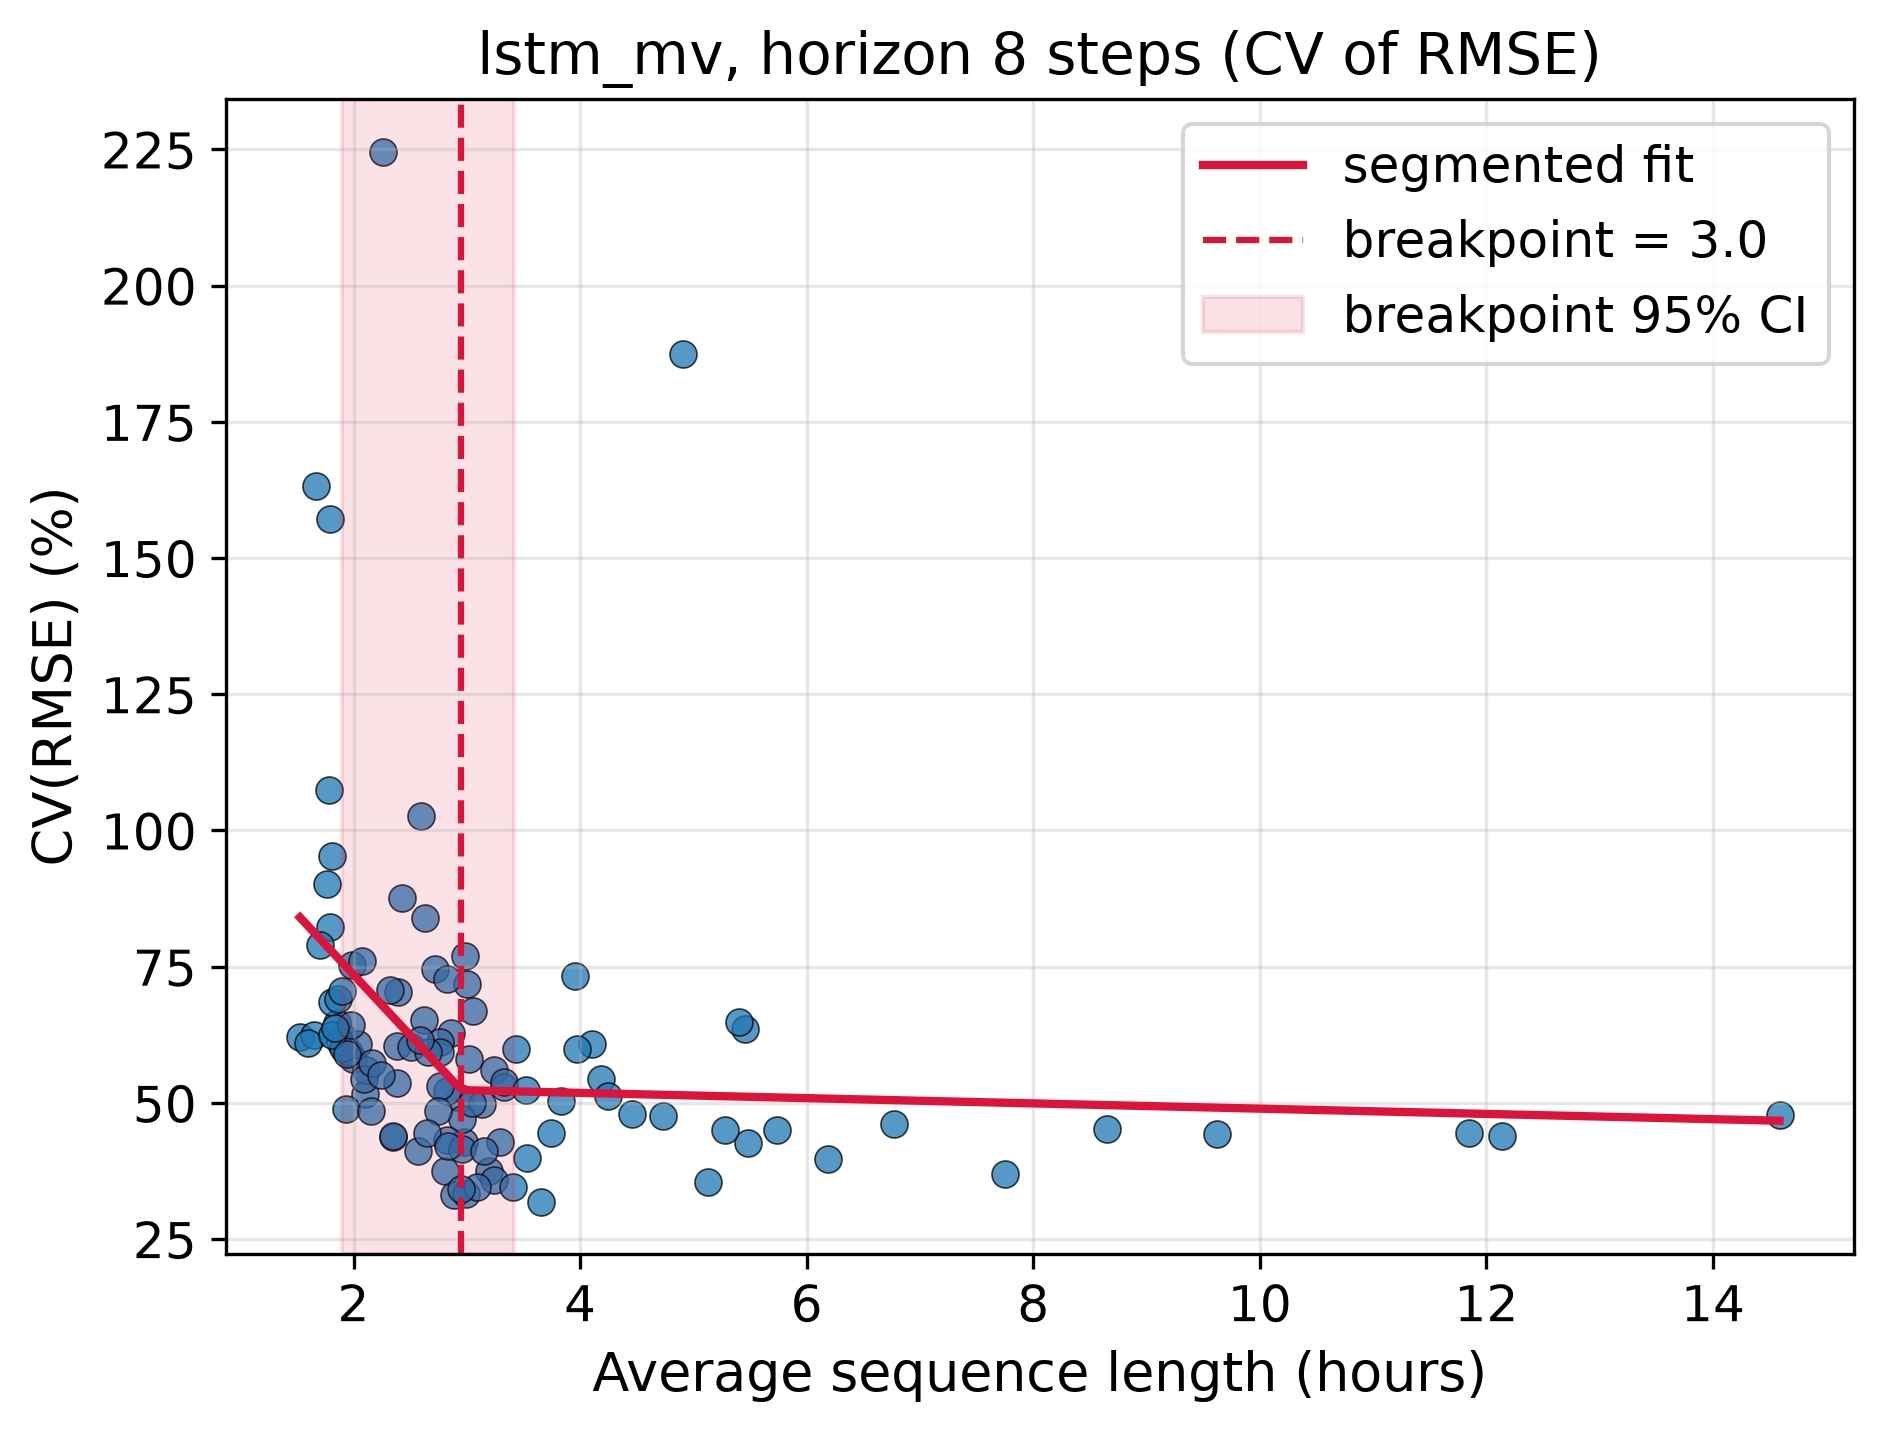 lstm_mv, horizon 8 steps (CV of RMSE)
segmented fit
breakpoint = 3.0
breakpoint 95% CI
225
200
175
150
125
100
75
50
25
CV(RMSE) (%)
2 4 6 8 10 12 14
Average sequence length (hours)